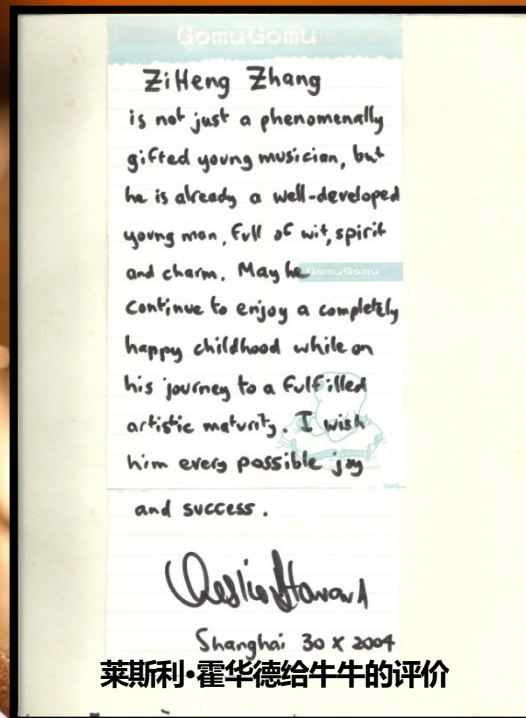 GomuGomu
ZiHeng Zhang
is not just a phenomenally
gifted young musician, but
he is already a well-developed
young man, full of wit, spirit
and charm. May he GomuGomu
continue to enjoy a completely
happy childhood while on
his journey to a fulfilled
artistic maturity. I wish
him every possible joy
and success.
Leslie Howard
Shanghai 30 X 2004
莱斯利•霍华德给牛牛的评价